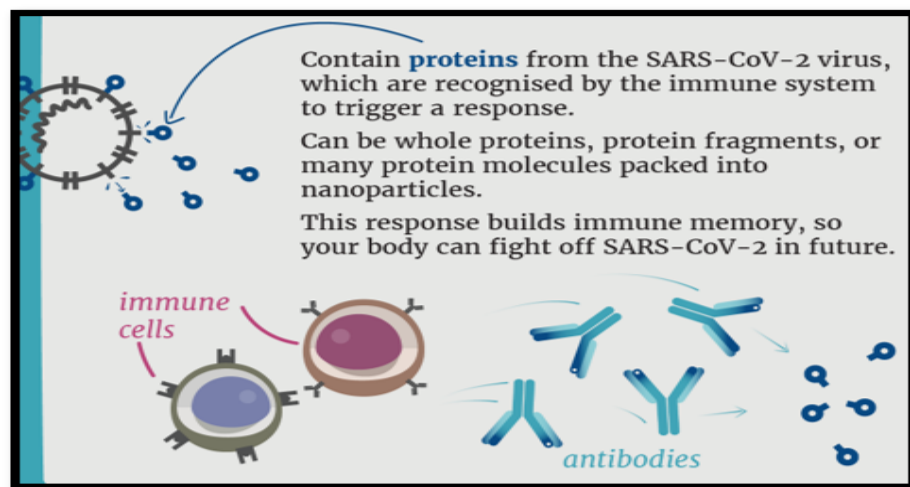 Contain proteins from the SARS-CoV-2 virus,
which are recognised by the immune system
to trigger a response.
Can be whole proteins, protein fragments, or
many protein molecules packed into
nanoparticles.
This response builds immune memory, so
your body can fight off SARS-CoV-2 in future.
immune
cells
antibodies